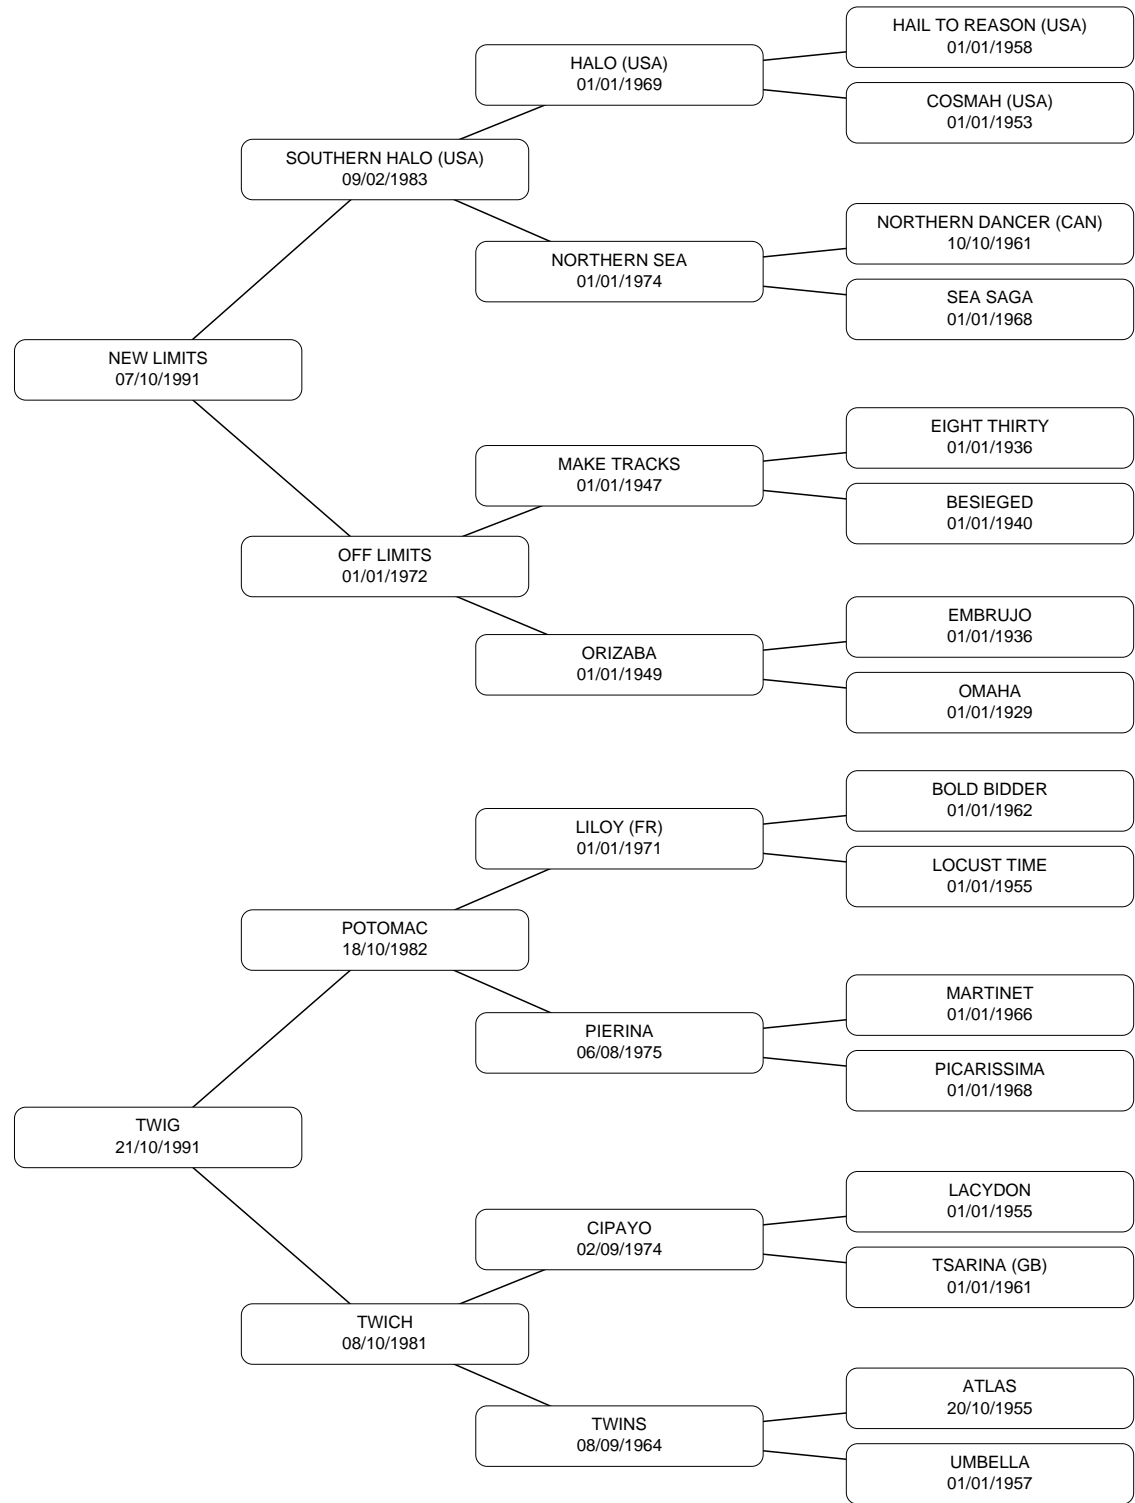 HAIL TO REASON (USA)
01/01/1958
HALO (USA)
01/01/1969
COSMAH (USA)
01/01/1953
SOUTHERN HALO (USA)
09/02/1983
NORTHERN DANCER (CAN)
10/10/1961
NORTHERN SEA
01/01/1974
SEA SAGA
01/01/1968
NEW LIMITS
07/10/1991
EIGHT THIRTY
01/01/1936
MAKE TRACKS
01/01/1947
BESIEGED
01/01/1940
OFF LIMITS
01/01/1972
EMBRUJO
01/01/1936
ORIZABA
01/01/1949
OMAHA
01/01/1929
BOLD BIDDER
01/01/1962
LILOY (FR)
01/01/1971
LOCUST TIME
01/01/1955
POTOMAC
18/10/1982
MARTINET
01/01/1966
PIERINA
06/08/1975
PICARISSIMA
01/01/1968
TWIG
21/10/1991
LACYDON
01/01/1955
CIPAYO
02/09/1974
TSARINA (GB)
01/01/1961
TWICH
08/10/1981
ATLAS
20/10/1955
TWINS
08/09/1964
UMBELLA
01/01/1957